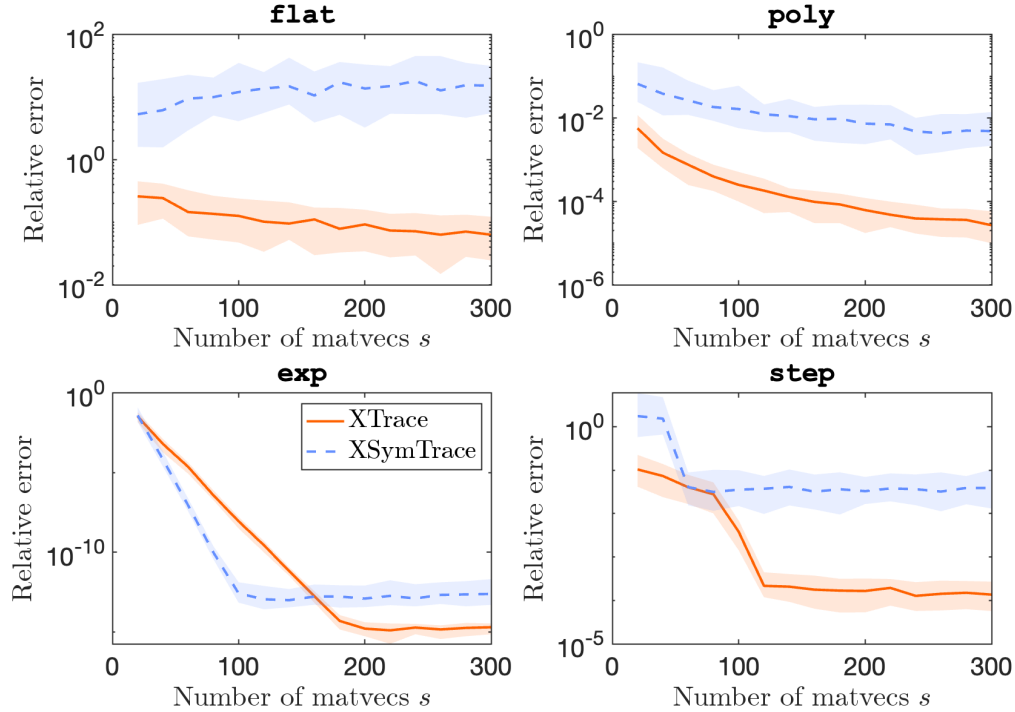 flat
Relative error
10^2
10^0
10^-2
0 100 200 300
Number of matvecs s
poly
Relative error
10^0
10^-2
10^-4
10^-6
0 100 200 300
Number of matvecs s
exp
Relative error
10^0
10^-10
XTrace
XSymTrace
0 100 200 300
Number of matvecs s
step
Relative error
10^0
10^-5
0 100 200 300
Number of matvecs s